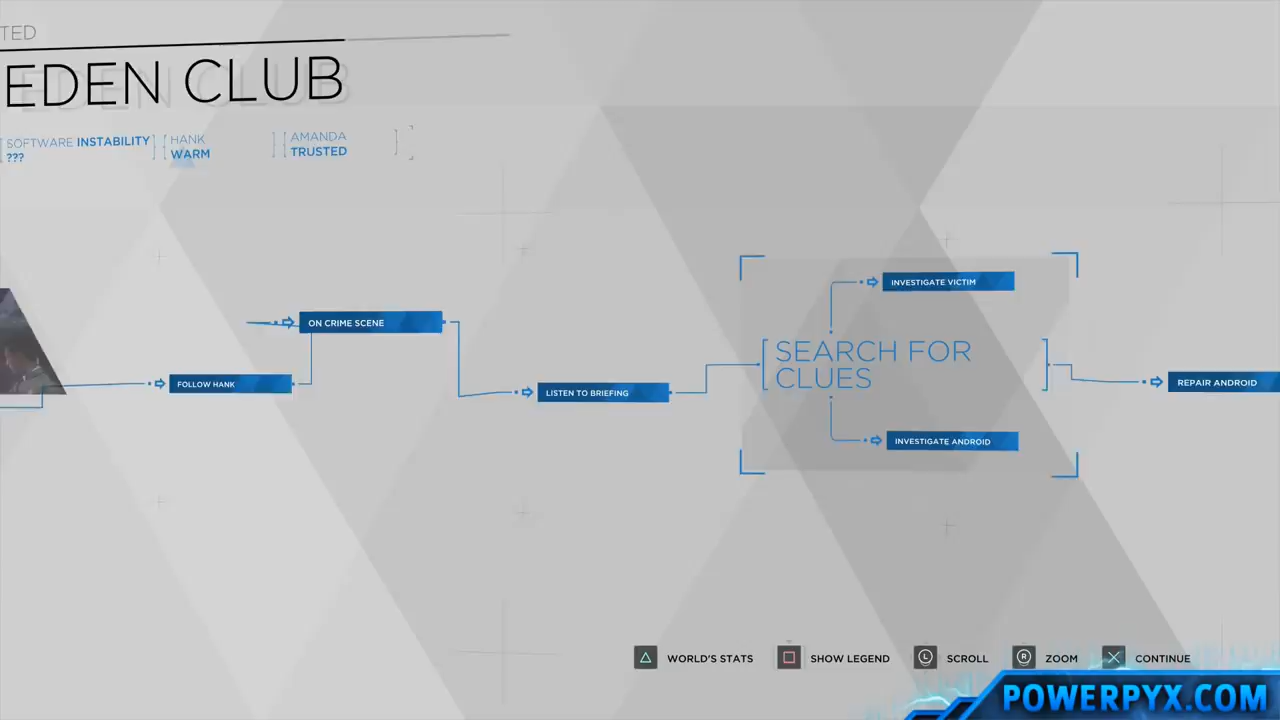 TED
EDEN CLUB
SOFTWARE INSTABILITY
???
HANK
WARM
AMANDA
TRUSTED
INVESTIGATE VICTIM
ON CRIME SCENE
SEARCH FOR
CLUES
FOLLOW HANK
REPAIR ANDROID
LISTEN TO BRIEFING
INVESTIGATE ANDROID
WORLD'S STATS
SHOW LEGEND
L
SCROLL
R
ZOOM
CONTINUE
POWERPYX.COM